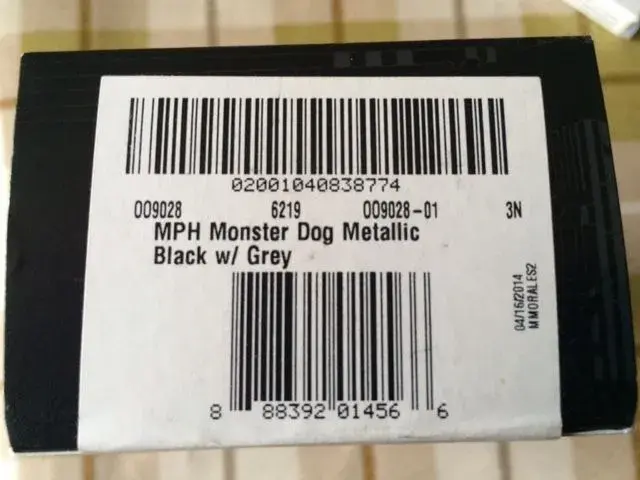 02001040838774
009028 6219 009028-01 3N
MPH Monster Dog Metallic
Black w/ Grey
8 88392 01456 6
04/16/2014
MMORALES2